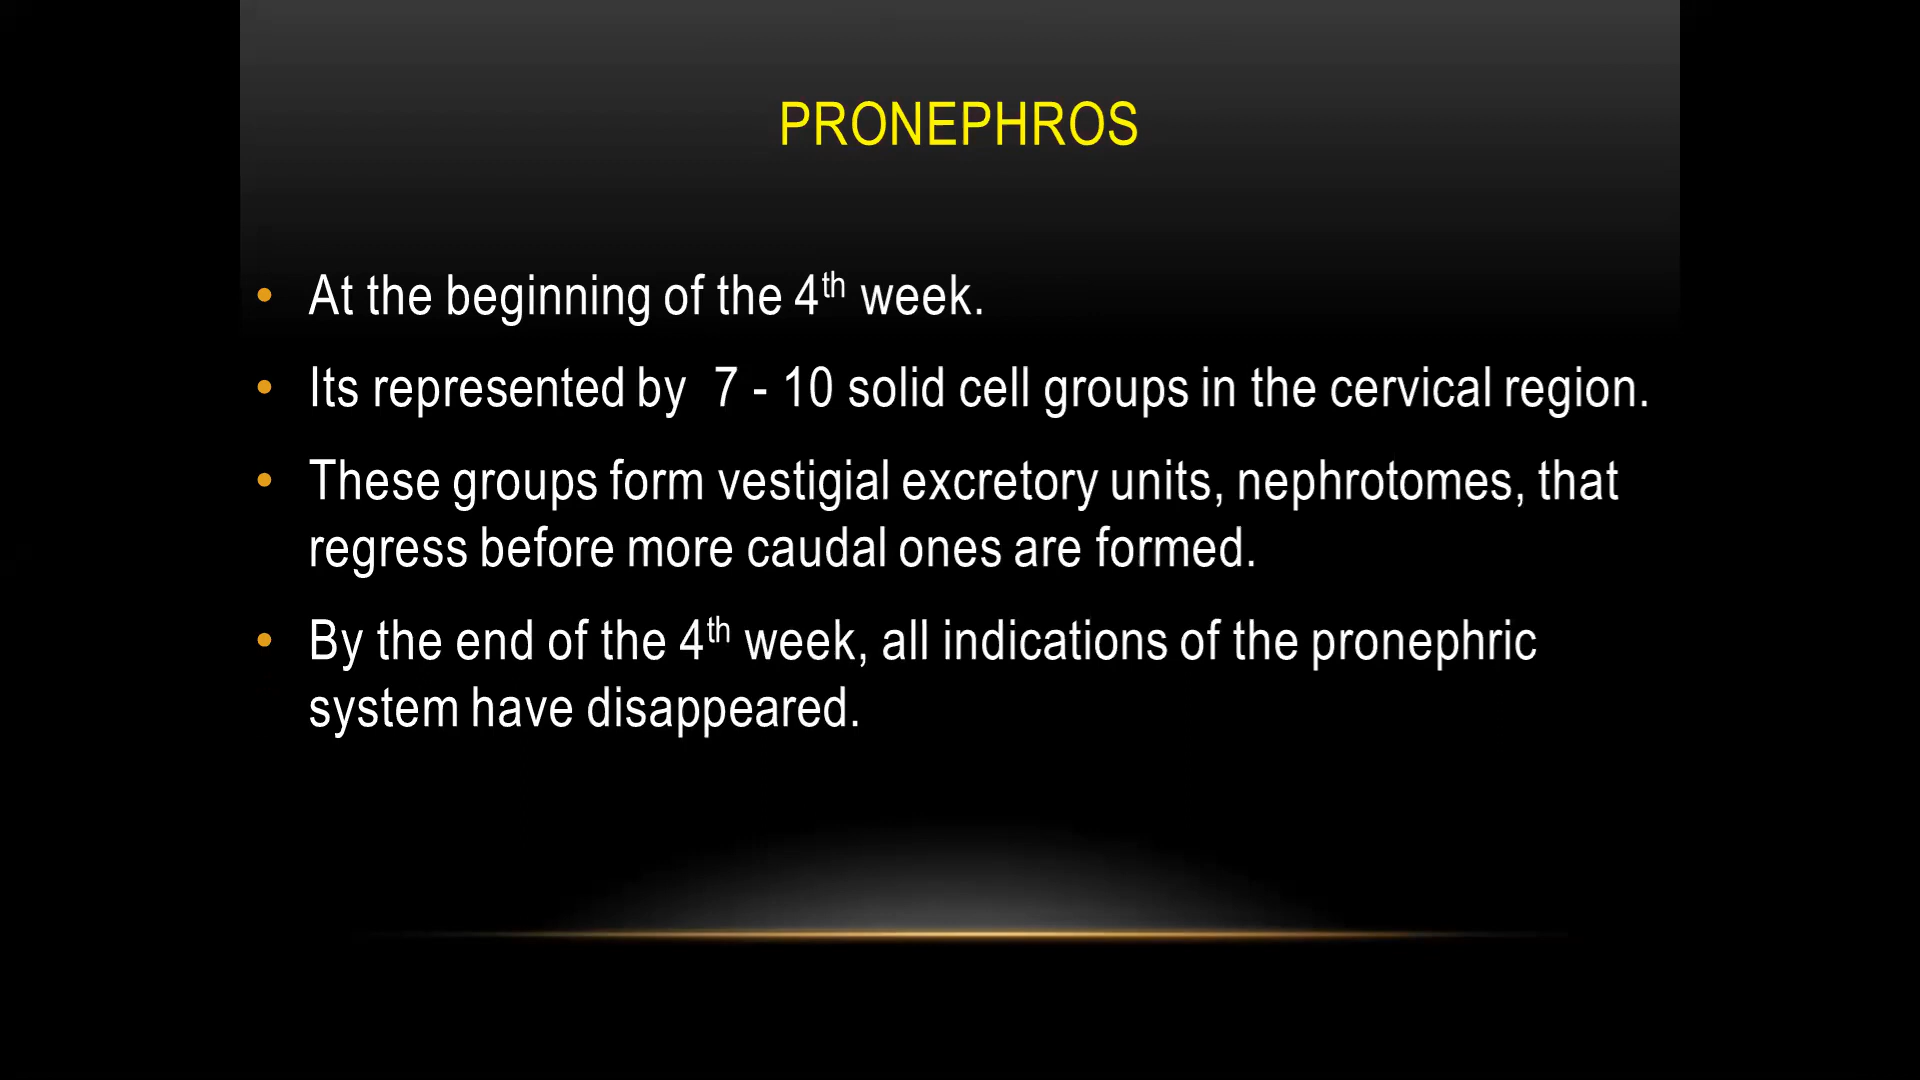 PRONEPHROS
• At the beginning of the 4th week.
• Its represented by 7 - 10 solid cell groups in the cervical region.
• These groups form vestigial excretory units, nephrotomes, that
regress before more caudal ones are formed.
• By the end of the 4th week, all indications of the pronephric
system have disappeared.